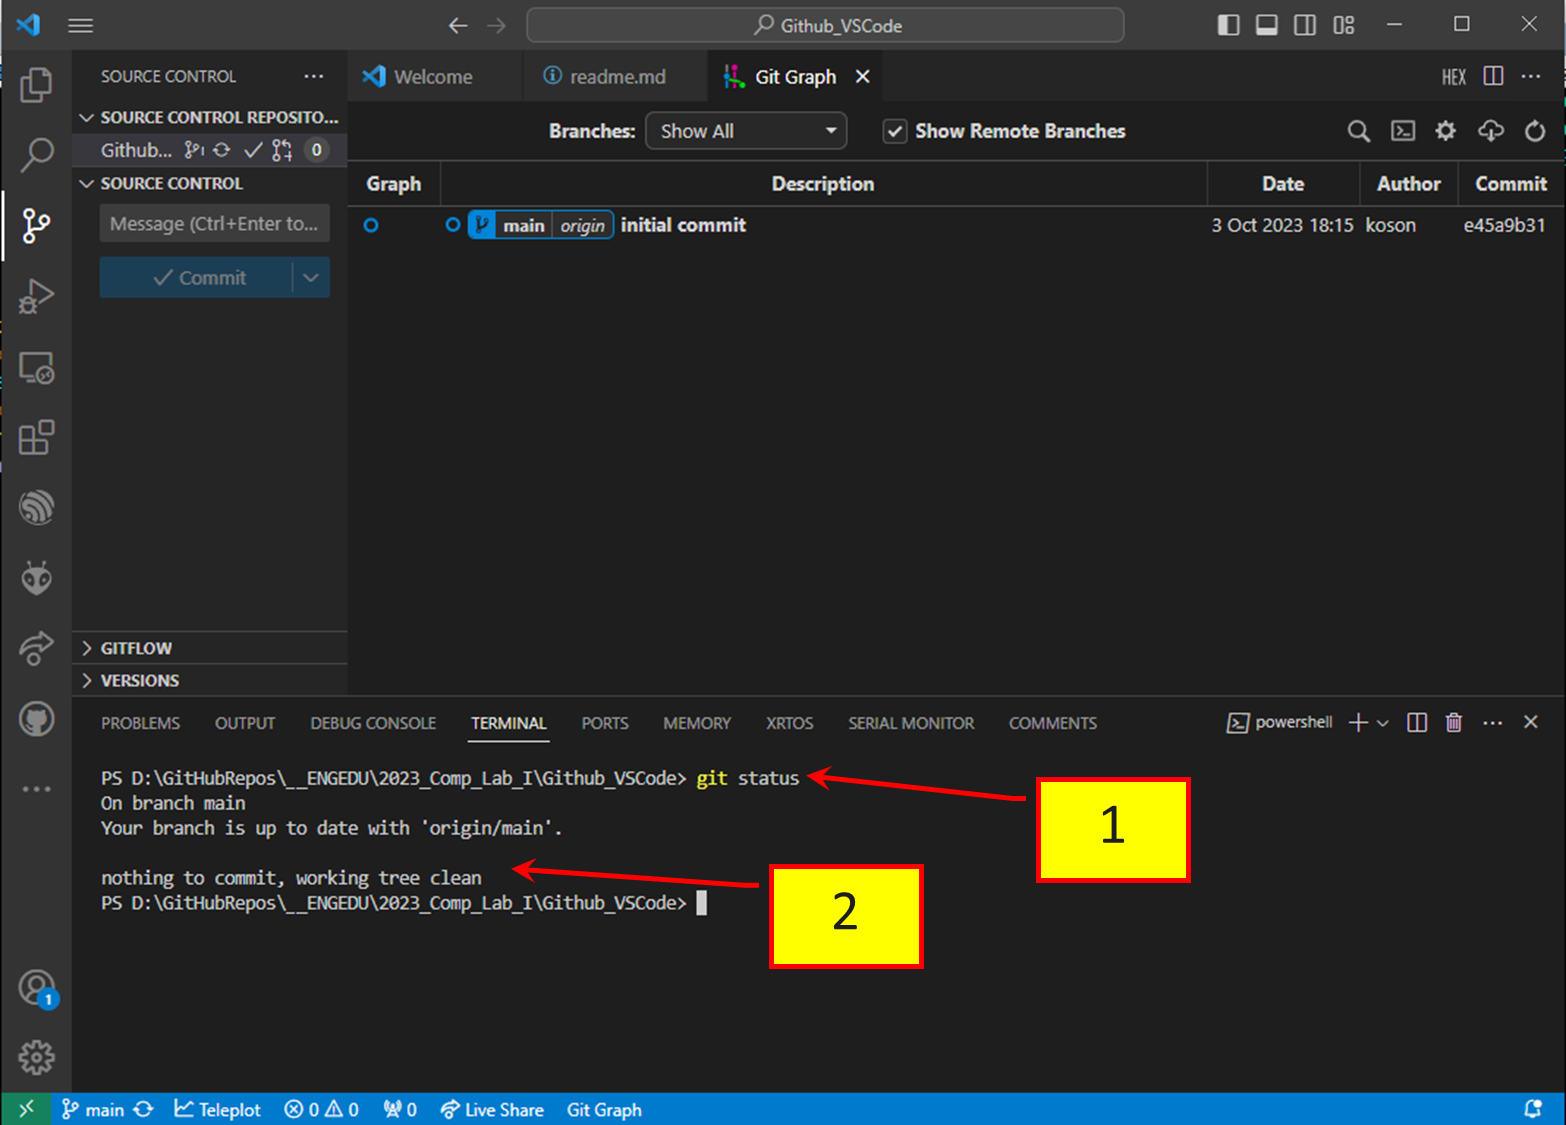 Github_VSCode
SOURCE CONTROL
Welcome
readme.md
Git Graph
HEX
SOURCE CONTROL REPOSITO...
Github... 0
SOURCE CONTROL
Message (Ctrl+Enter to...
Commit
Branches: Show All Show Remote Branches
Graph Description Date Author Commit
main origin initial commit 3 Oct 2023 18:15 koson e45a9b31
GITFLOW
VERSIONS
PROBLEMS OUTPUT DEBUG CONSOLE TERMINAL PORTS MEMORY XRTOS SERIAL MONITOR COMMENTS powershell
PS D:\GitHubRepos\__ENGEDU\2023_Comp_Lab_I\Github_VSCode> git status
On branch main
Your branch is up to date with 'origin/main'.
nothing to commit, working tree clean
PS D:\GitHubRepos\__ENGEDU\2023_Comp_Lab_I\Github_VSCode>
1
2
1
main Teleplot 0 0 0 Live Share Git Graph